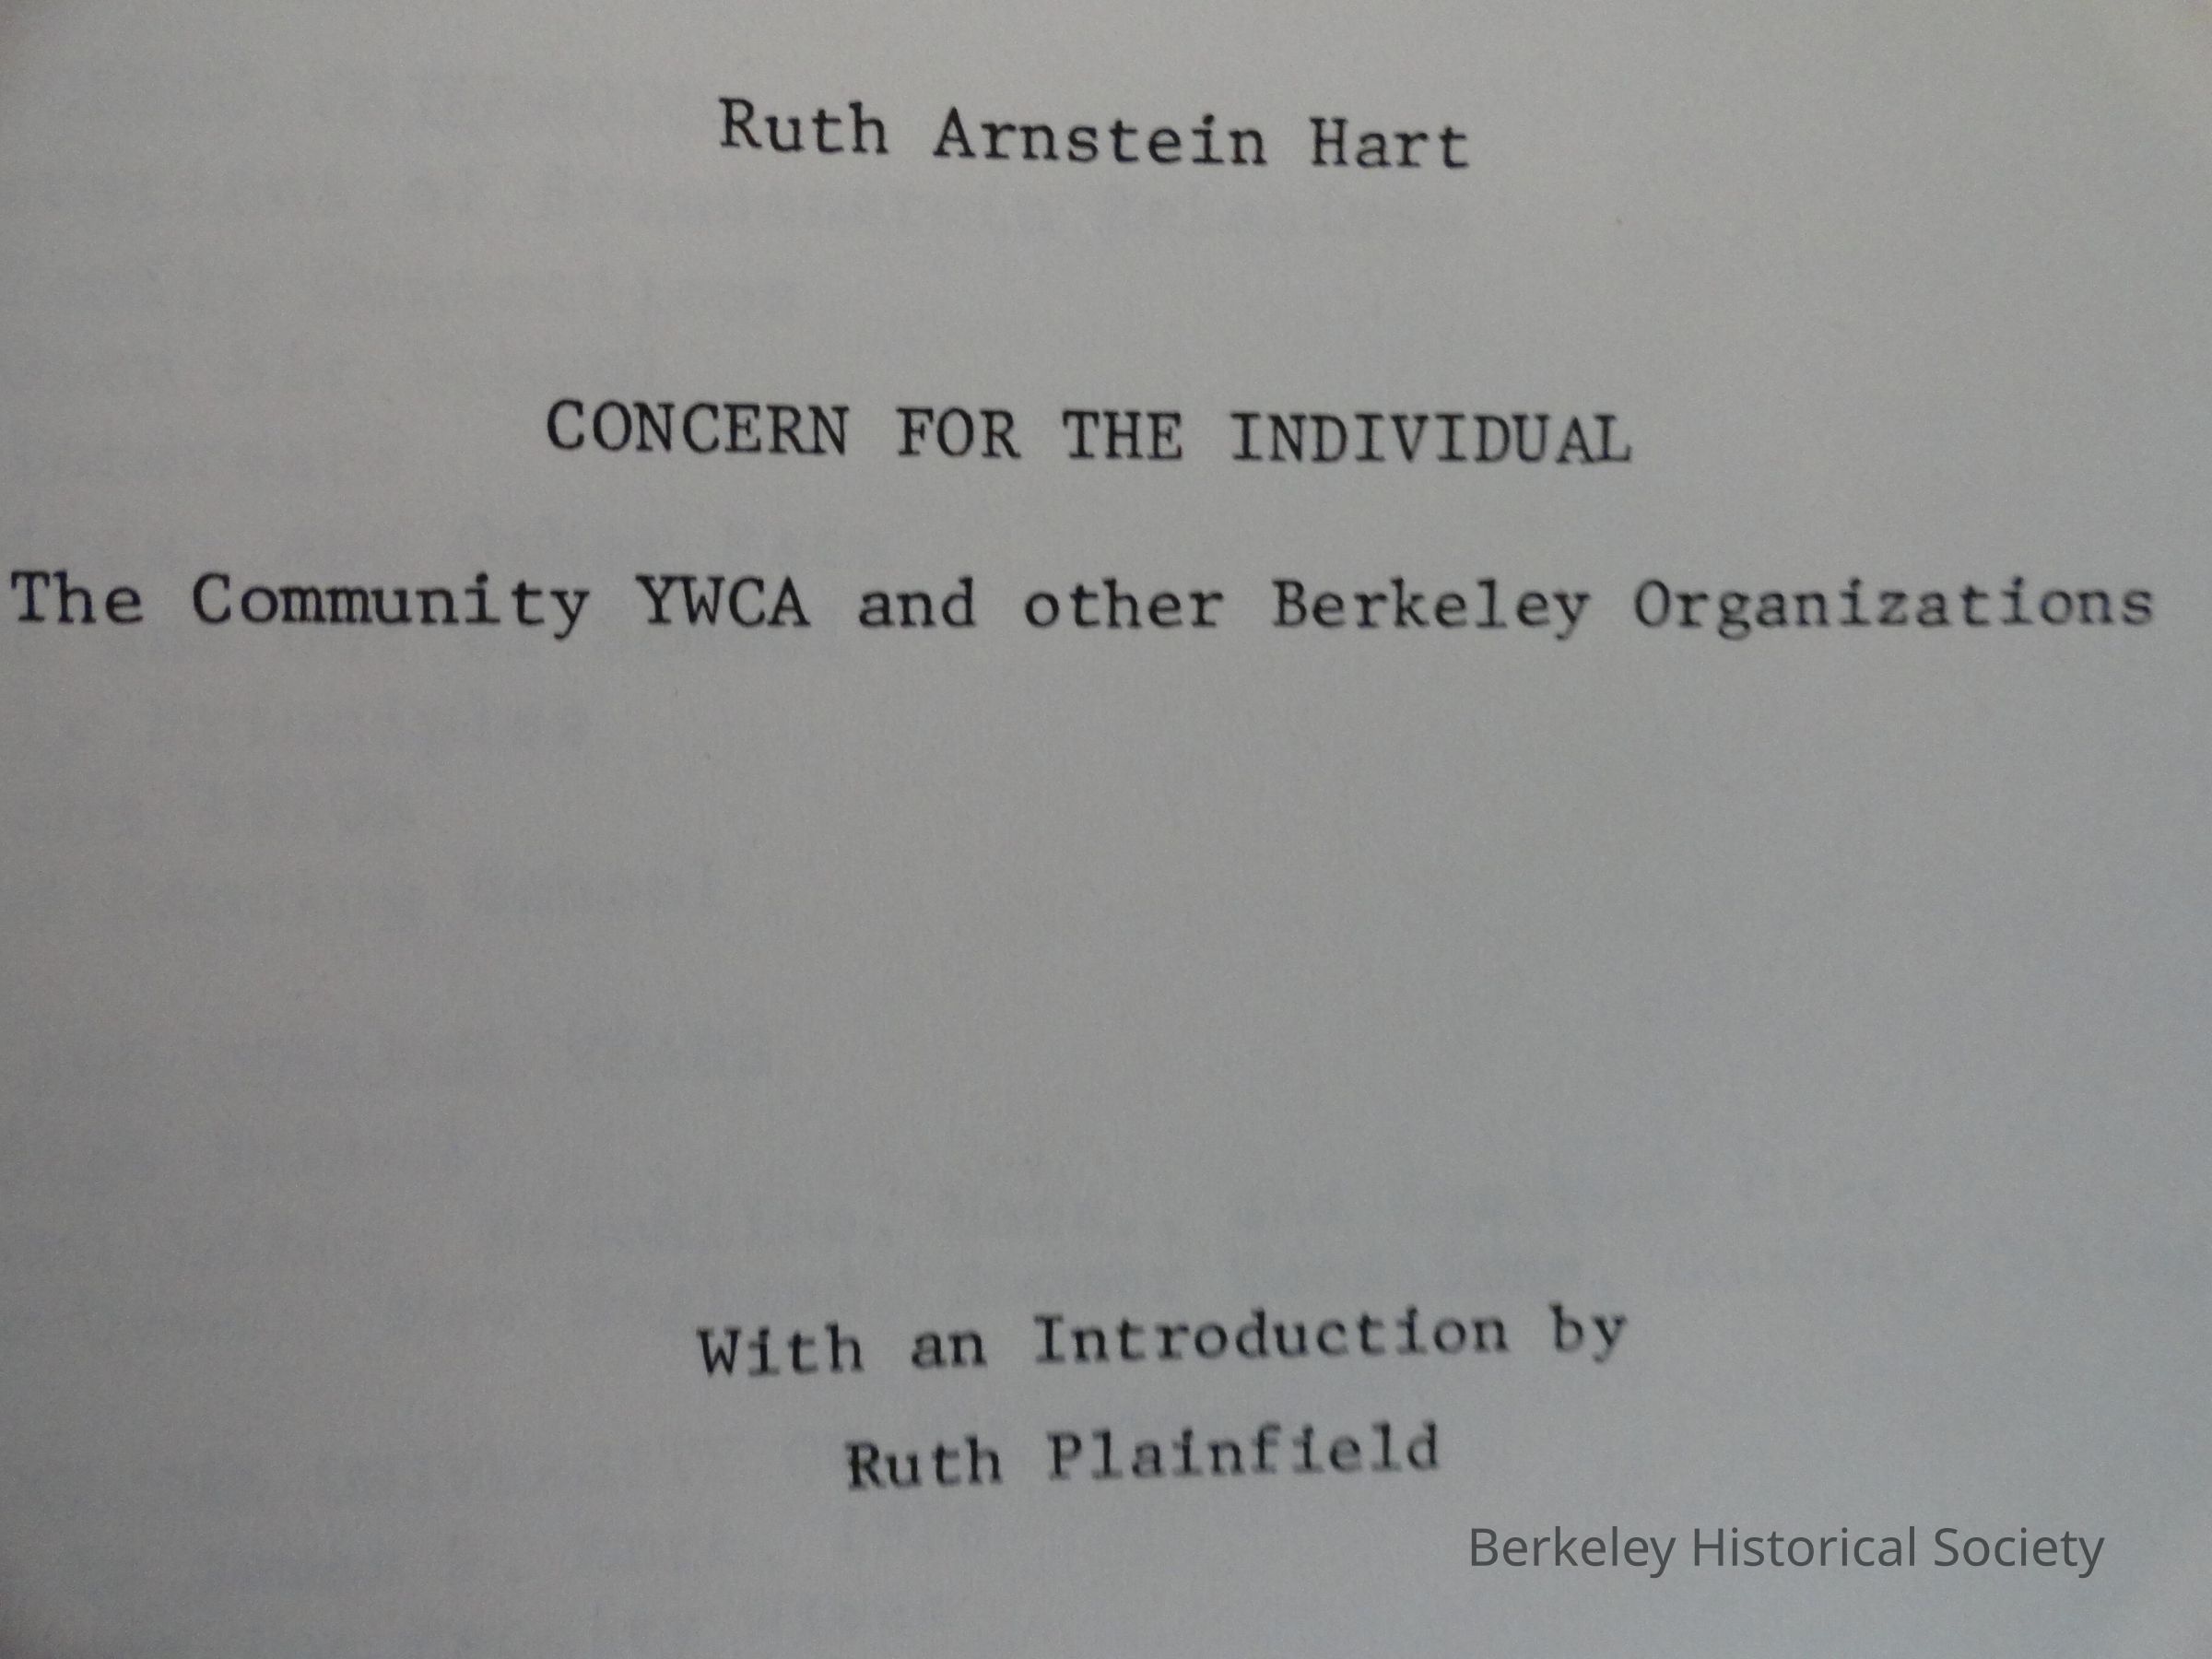 Ruth Arnstein Hart
CONCERN FOR THE INDIVIDUAL
The Community YWCA and other Berkeley Organizations
With an Introduction by
Ruth Plainfield
Berkeley Historical Society